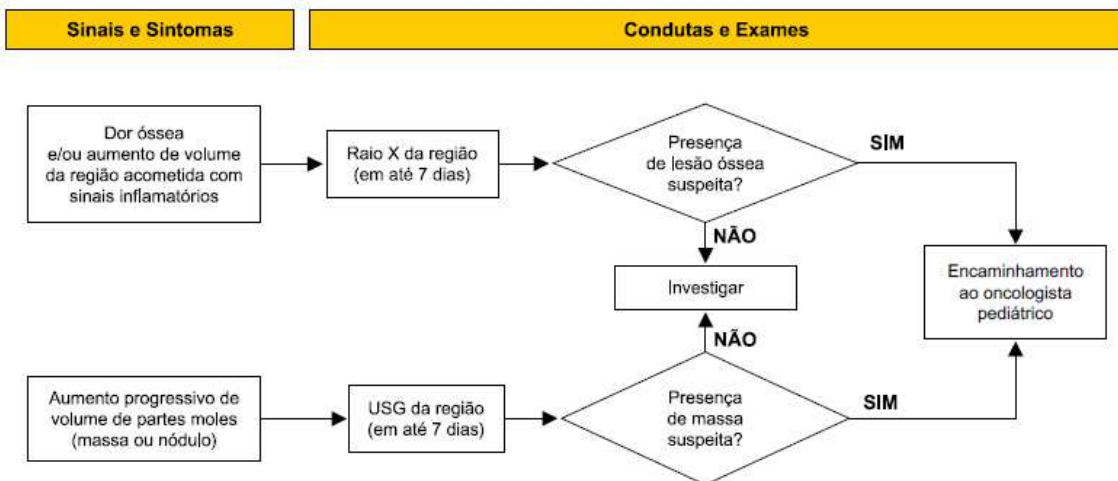 Sinais e Sintomas
Condutas e Exames
Dor óssea
e/ou aumento de volume
da região acometida com
sinais inflamatórios
Raio X da região
(em até 7 dias)
Presença
de lesão óssea
suspeita?
SIM
NÃO
Investigar
Encaminhamento
ao oncologista
pediátrico
NÃO
Aumento progressivo de
volume de partes moles
(massa ou nódulo)
USG da região
(em até 7 dias)
Presença
de massa
suspeita?
SIM